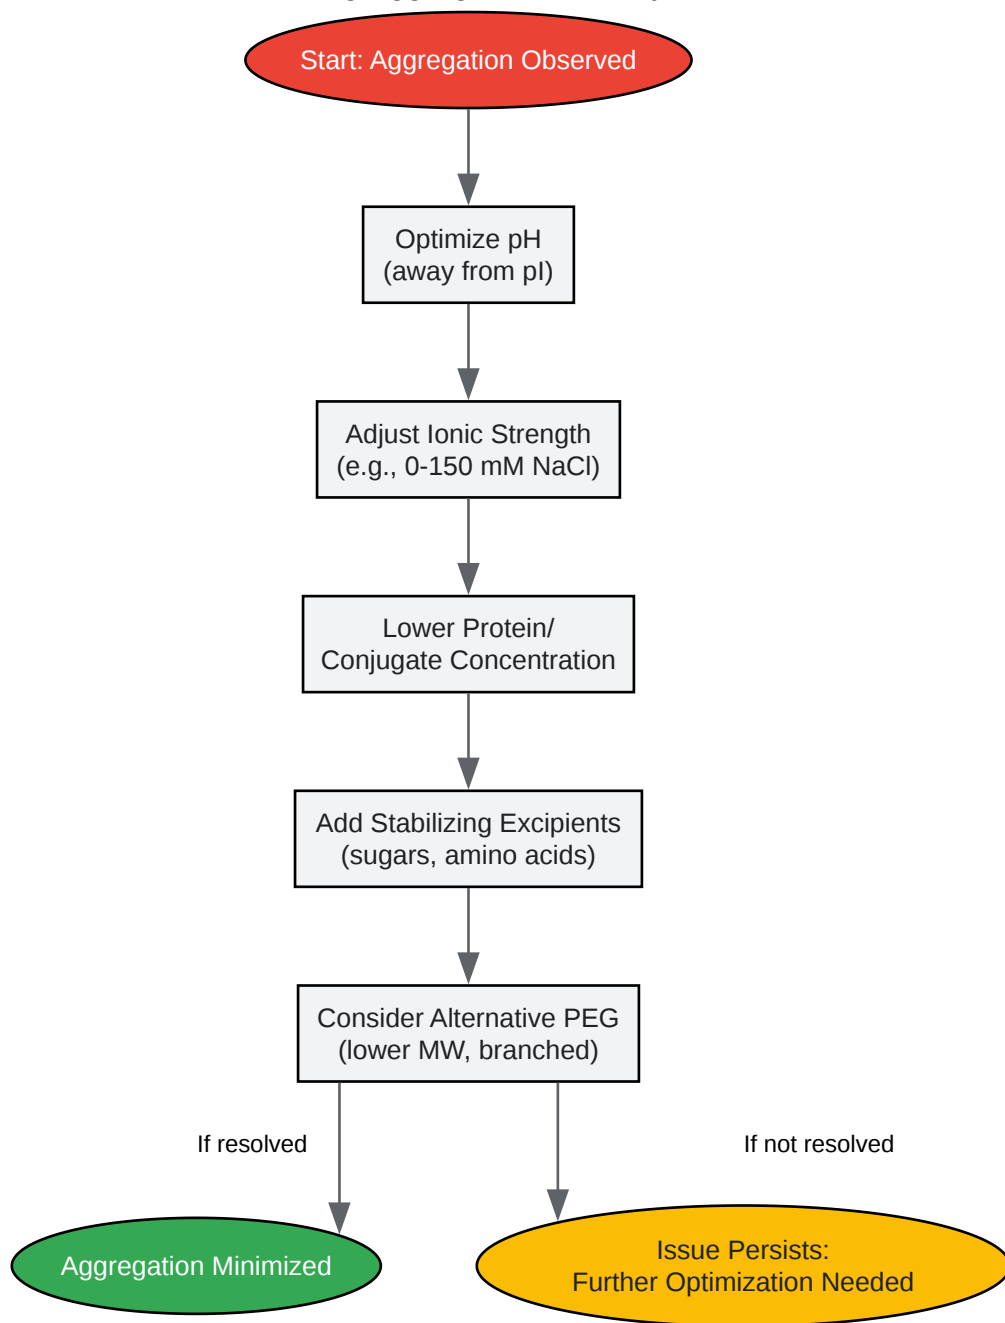 Start: Aggregation Observed
Optimize pH
(away from pI)
Adjust Ionic Strength
(e.g., 0-150 mM NaCl)
Lower Protein/
Conjugate Concentration
Add Stabilizing Excipients
(sugars, amino acids)
Consider Alternative PEG
(lower MW, branched)
If resolved
If not resolved
Aggregation Minimized
Issue Persists:
Further Optimization Needed